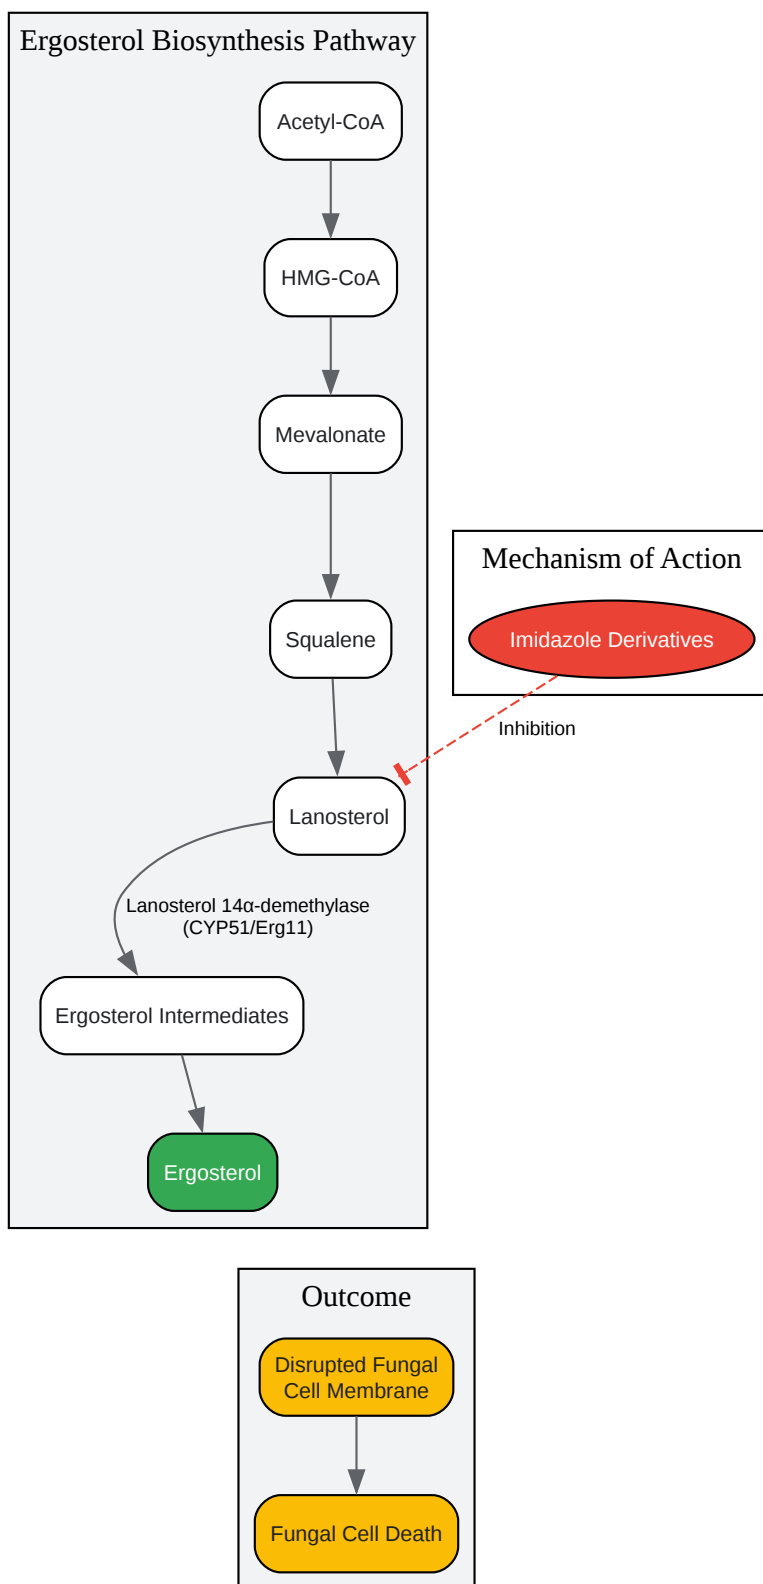 Ergosterol Biosynthesis Pathway
Acetyl-CoA
HMG-CoA
Mevalonate
Mechanism of Action
Squalene
Imidazole Derivatives
Inhibition
Lanosterol
Lanosterol 14α-demethylase
(CYP51/Erg11)
Ergosterol Intermediates
Ergosterol
Outcome
Disrupted Fungal
Cell Membrane
Fungal Cell Death